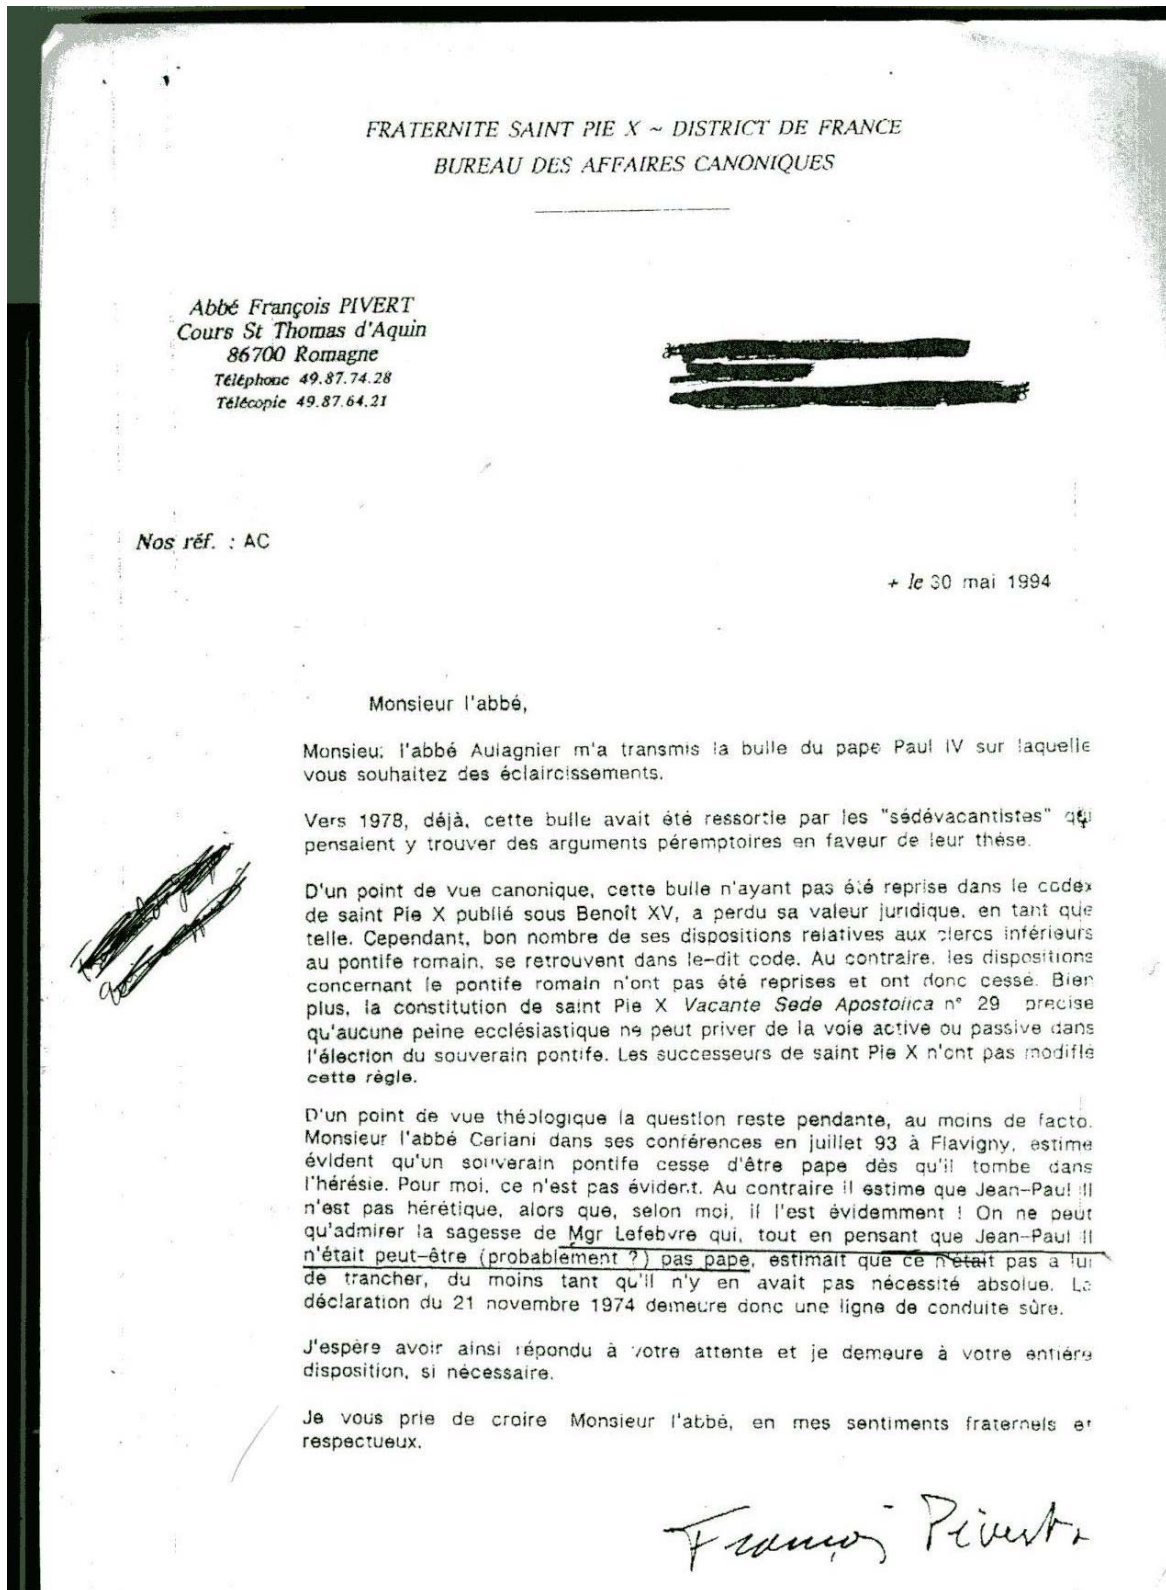 FRATERNITE SAINT PIE X ~ DISTRICT DE FRANCE
BUREAU DES AFFAIRES CANONIQUES
Abbé François PIVERT
Cours St Thomas d'Aquin
86700 Romagne
Téléphone 49.87.74.28
Télécopie 49.87.64.21
Nos réf. : AC
+ le 30 mai 1994
Monsieur l'abbé,
Monsieur l'abbé Aulagnier m'a transmis la bulle du pape Paul IV sur laquelle
vous souhaitez des éclaircissements.
Vers 1978, déjà, cette bulle avait été ressortie par les "sédévacantistes" qui
pensaient y trouver des arguments péremptoires en faveur de leur thèse.
D'un point de vue canonique, cette bulle n'ayant pas été reprise dans le codex
de saint Pie X publié sous Benoît XV, a perdu sa valeur juridique, en tant que
telle. Cependant, bon nombre de ses dispositions relatives aux clercs inférieurs
au pontife romain, se retrouvent dans le-dit code. Au contraire, les dispositions
concernant le pontife romain n'ont pas été reprises et ont donc cessé. Bien
plus, la constitution de saint Pie X Vacante Sede Apostolica n° 29 precise
qu'aucune peine ecclésiastique ne peut priver de la voie active ou passive dans
l'élection du souverain pontife. Les successeurs de saint Pie X n'ont pas modifié
cette règle.
D'un point de vue théologique la question reste pendante, au moins de facto.
Monsieur l'abbé Ceriani dans ses conférences en juillet 93 à Flavigny, estime
évident qu'un souverain pontife cesse d'être pape dès qu'il tombe dans
l'hérésie. Pour moi, ce n'est pas évident. Au contraire il estime que Jean-Paul II
n'est pas hérétique, alors que, selon moi, il l'est évidemment ! On ne peut
qu'admirer la sagesse de Mgr Lefebvre qui, tout en pensant que Jean-Paul II
n'était peut-être (probablement ?) pas pape, estimait que ce n'était pas a lui
de trancher, du moins tant qu'il n'y en avait pas nécessité absolue. La
déclaration du 21 novembre 1974 demeure donc une ligne de conduite sûre.
J'espère avoir ainsi répondu à votre attente et je demeure à votre entière
disposition, si nécessaire.
Je vous prie de croire Monsieur l'abbé, en mes sentiments fraternels et
respectueux.
François Pivert